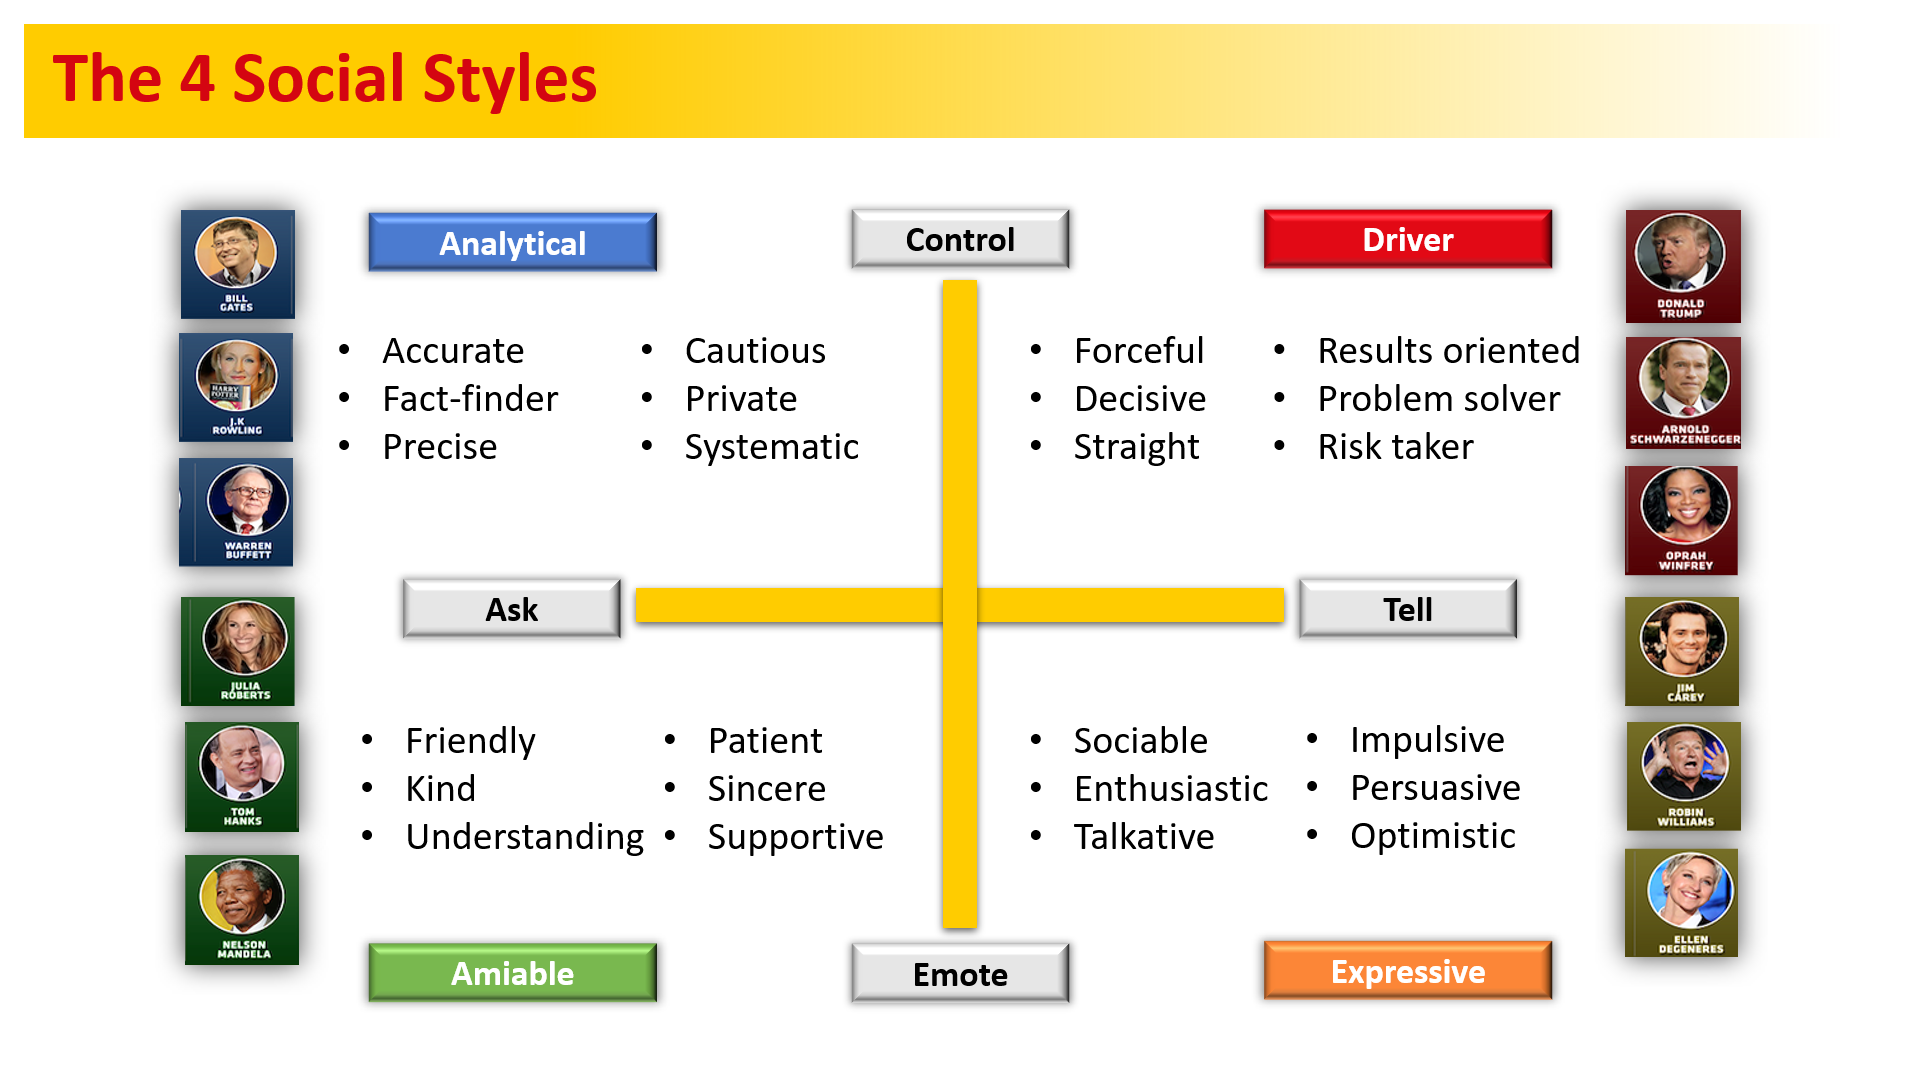 The 4 Social Styles
Analytical
Control
Driver
BILL
GATES
DONALD
TRUMP
• Accurate
• Fact-finder
• Precise
• Cautious
• Private
• Systematic
• Forceful
• Decisive
• Straight
• Results oriented
• Problem solver
• Risk taker
HARRY
POTTER
J.K
ROWLING
ARNOLD
SCHWARZENEGGER
WARREN
BUFFETT
OPRAH
WINFREY
Ask
Tell
JULIA
ROBERTS
JIM
CAREY
• Friendly
• Kind
• Understanding
• Patient
• Sincere
• Supportive
• Sociable
• Enthusiastic
• Talkative
• Impulsive
• Persuasive
• Optimistic
TOM
HANKS
ROBIN
WILLIAMS
NELSON
MANDELA
ELLEN
DEGENERES
Amiable
Emote
Expressive